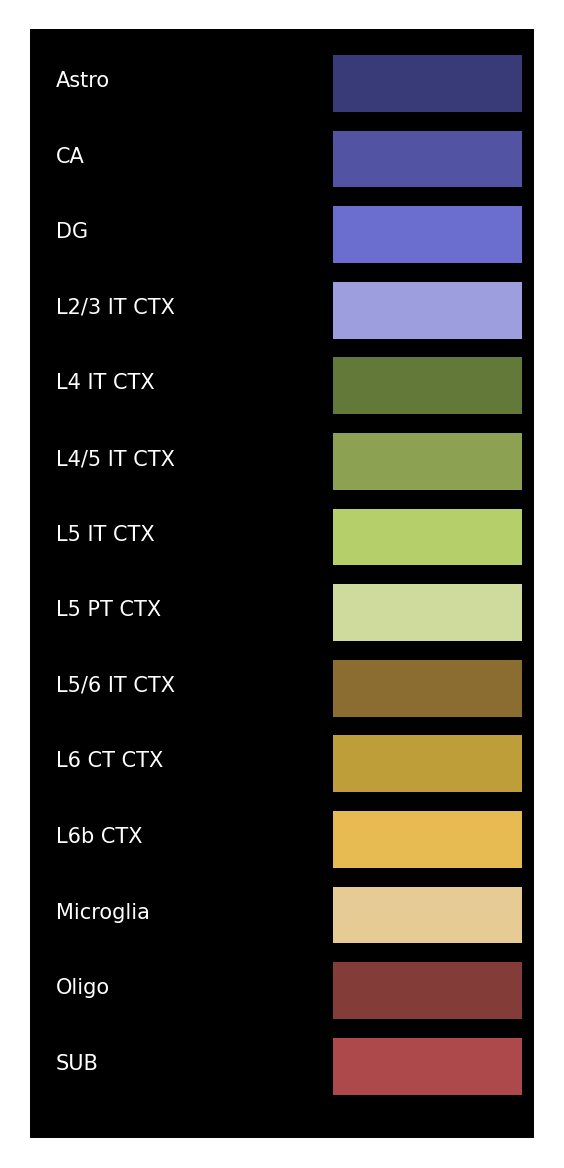 Astro
CA
DG
L2/3 IT CTX
L4 IT CTX
L4/5 IT CTX
L5 IT CTX
L5 PT CTX
L5/6 IT CTX
L6 CT CTX
L6b CTX
Microglia
Oligo
SUB